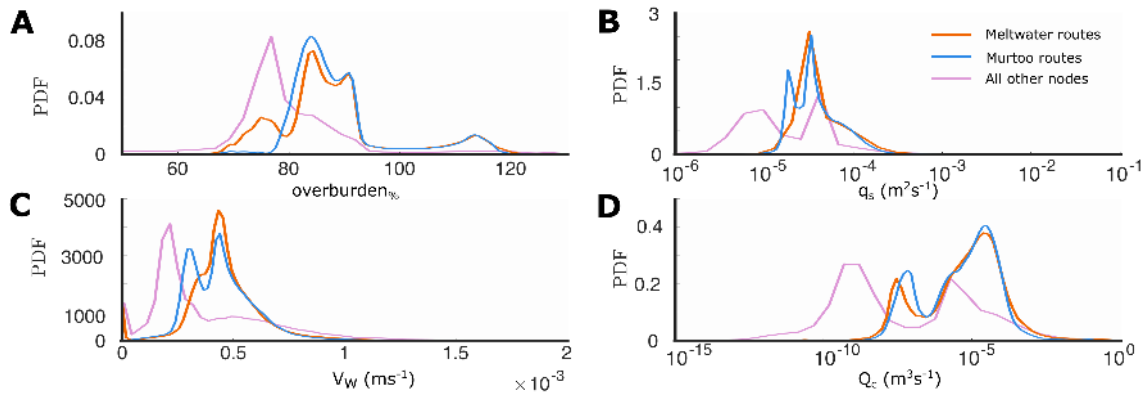 A
PDF
0.08
0.04
0
60
80
100
120
overburden%
B
PDF
3
1.5
0
10-6
10-5
10-4
10-3
10-2
10-1
qs (m2s-1)
Meltwater routes
Murtoo routes
All other nodes
C
PDF
5000
3000
1000
0
0
0.5
1
1.5
2
VW (ms-1)
× 10-3
D
PDF
0.4
0.2
0
10-15
10-10
10-5
100
Qc (m3s-1)